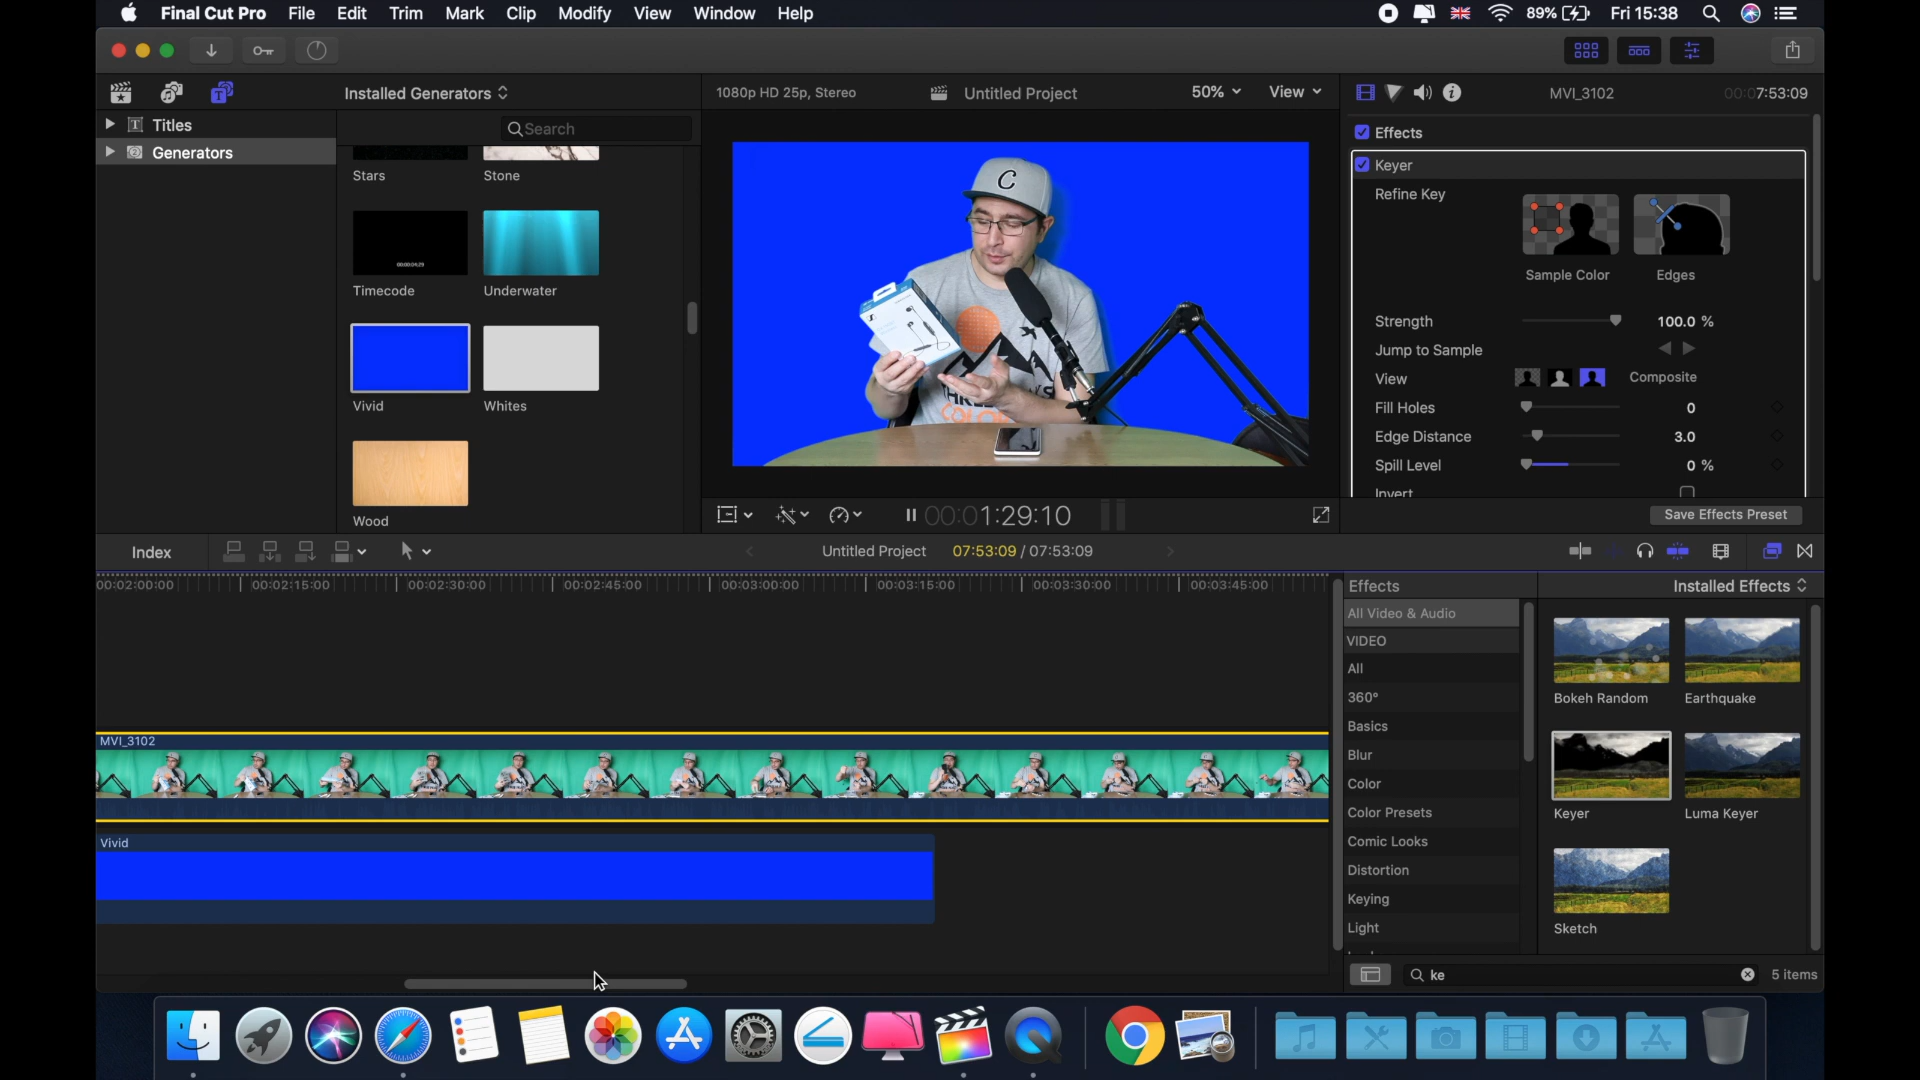 Final Cut Pro File Edit Trim Mark Clip Modify View Window Help
89% Fri 15:38
Installed Generators
1080p HD 25p, Stereo
Untitled Project
50% View
MVI_3102
00:07:53:09
Titles
Generators
Search
Stars
Stone
00:00:04:29
Timecode
Underwater
Vivid
Whites
Wood
C
Effects
Keyer
Refine Key
Sample Color
Edges
Strength 100.0 %
Jump to Sample
View Composite
Fill Holes 0
Edge Distance 3.0
Spill Level 0 %
Invert
Save Effects Preset
00:001:29:10
Index
Untitled Project 07:53:09 / 07:53:09
00:02:00:00 00:02:15:00 00:02:30:00 00:02:45:00 00:03:00:00 00:03:15:00 00:03:30:00 00:03:45:00
MVI_3102
Vivid
Effects
Installed Effects
All Video & Audio
VIDEO
All
360°
Basics
Blur
Color
Color Presets
Comic Looks
Distortion
Keying
Light
Bokeh Random
Earthquake
Keyer
Luma Keyer
Sketch
ke
5 items